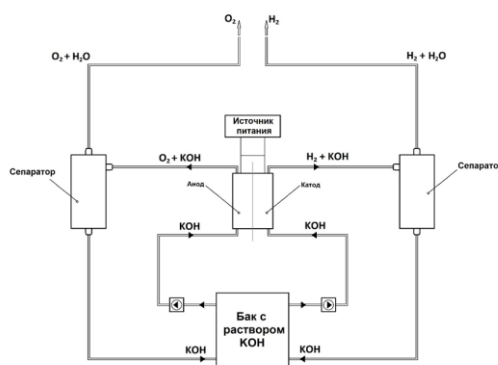 O₂ H₂
O₂ + H₂O
H₂ + H₂O
Источник
питания
O₂ + KOH
H₂ + KOH
Сепаратор
Анод
Катод
Сепарато
KOH
KOH
Бак с
раствором
KOH
KOH
KOH